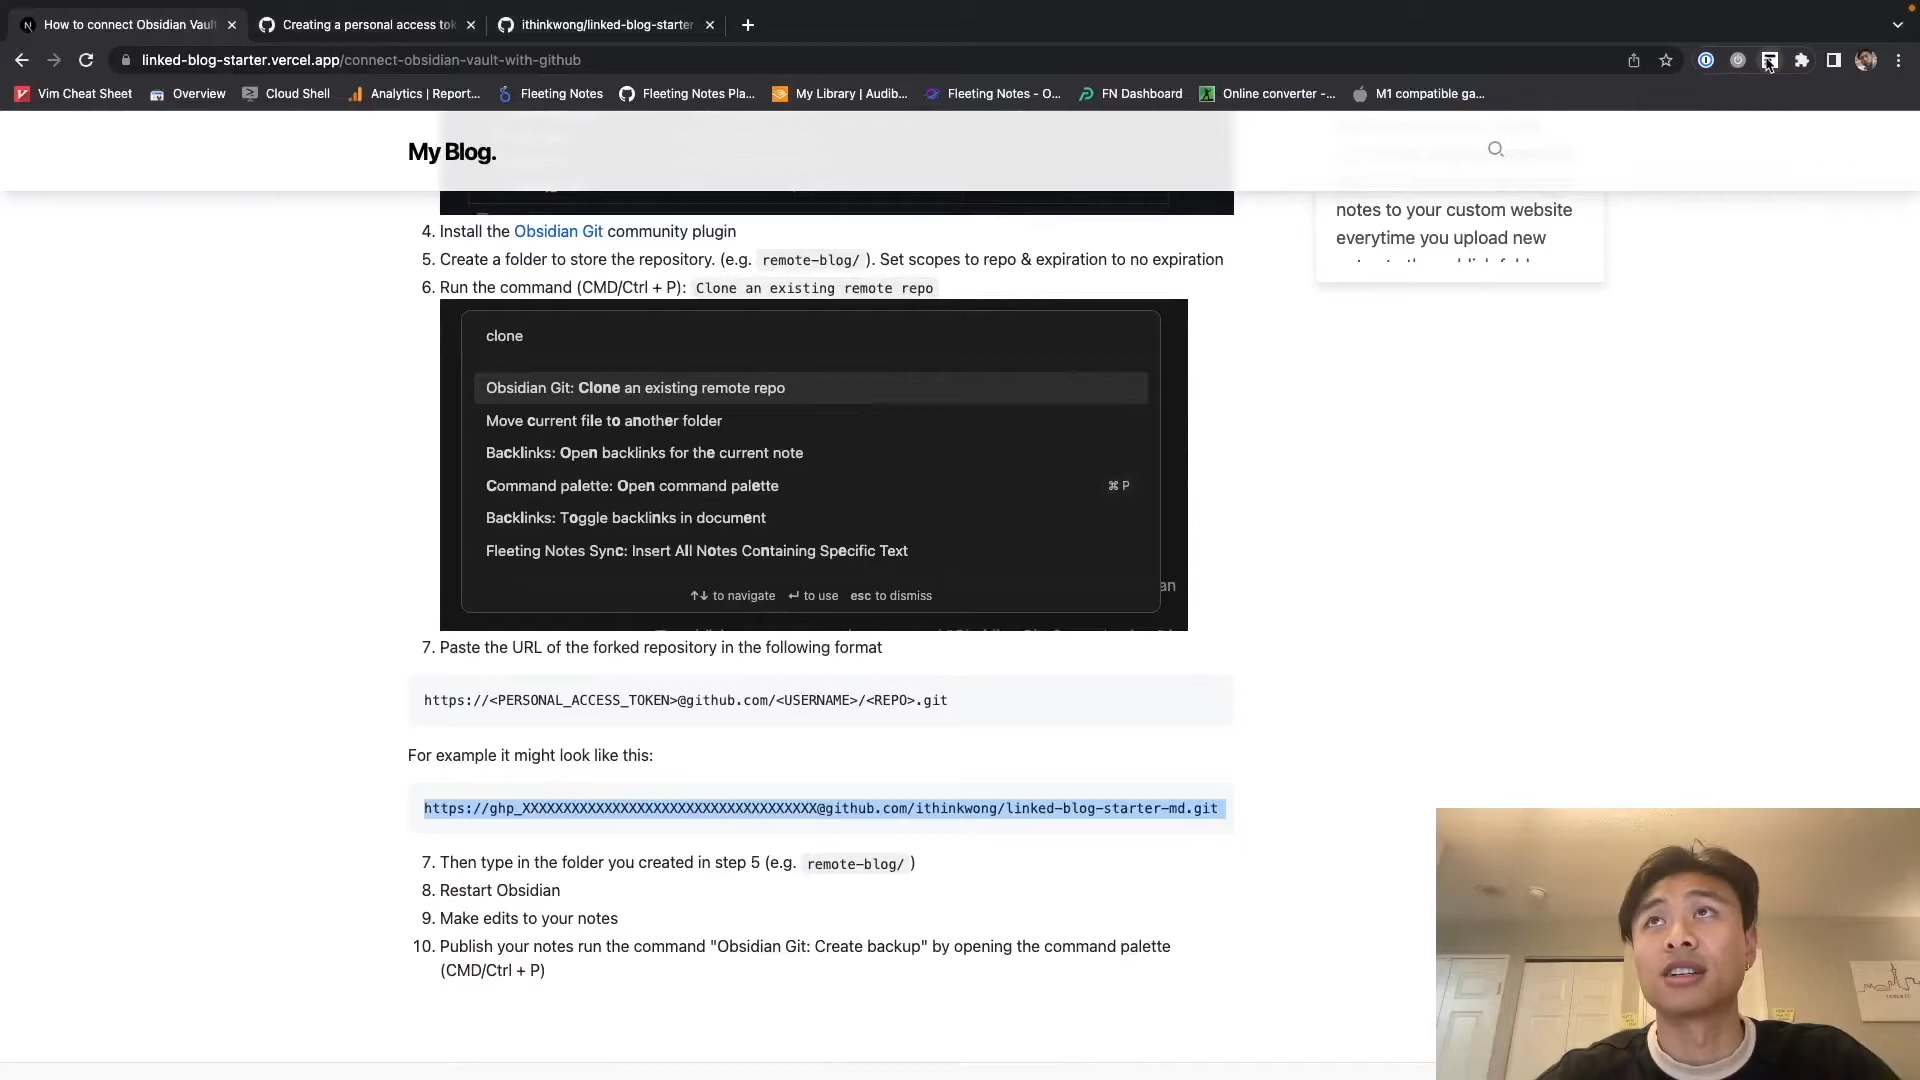 How to connect Obsidian Vaul
Creating a personal access tok
ithinkwong/linked-blog-starter
linked-blog-starter.vercel.app/connect-obsidian-vault-with-github
Vim Cheat Sheet
Overview
Cloud Shell
Analytics | Report...
Fleeting Notes
Fleeting Notes Pla...
My Library | Audib...
Fleeting Notes - O...
FN Dashboard
Online converter -...
M1 compatible ga...
My Blog.
notes to your custom website
everytime you upload new
4. Install the Obsidian Git community plugin
5. Create a folder to store the repository. (e.g. remote-blog/ ). Set scopes to repo & expiration to no expiration
6. Run the command (CMD/Ctrl + P): Clone an existing remote repo
clone
Obsidian Git: Clone an existing remote repo
Move current file to another folder
Backlinks: Open backlinks for the current note
Command palette: Open command palette ⌘ P
Backlinks: Toggle backlinks in document
Fleeting Notes Sync: Insert All Notes Containing Specific Text
an
↑↓ to navigate ↵ to use esc to dismiss
7. Paste the URL of the forked repository in the following format
https://<PERSONAL_ACCESS_TOKEN>@github.com/<USERNAME>/<REPO>.git
For example it might look like this:
https://ghp_XXXXXXXXXXXXXXXXXXXXXXXXXXXXXXXXXXXX@github.com/ithinkwong/linked-blog-starter-md.git
7. Then type in the folder you created in step 5 (e.g. remote-blog/ )
8. Restart Obsidian
9. Make edits to your notes
10. Publish your notes run the command "Obsidian Git: Create backup" by opening the command palette
(CMD/Ctrl + P)
TORONTO